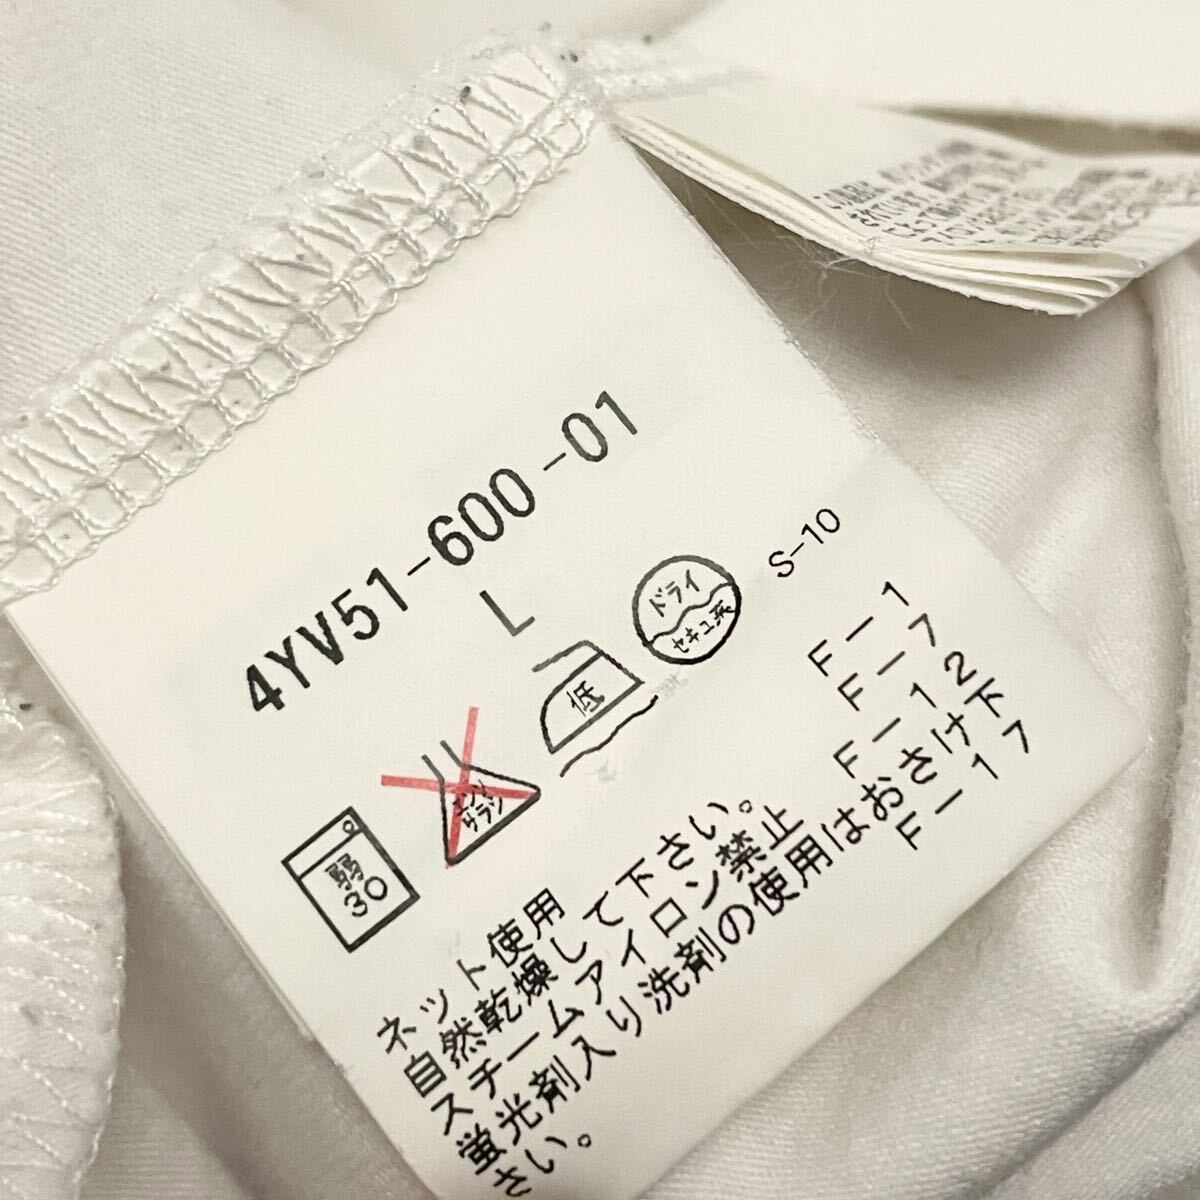 4YV51-600-01
L
弱
30
エンソ
サラシ
低
ドライ
セキユ系
S-10
F-1
F-7
F-12
F-17
ネット使用
自然乾燥して下さい。
スチームアイロン禁止
蛍光剤入り洗剤の使用はおさけ下
さい。